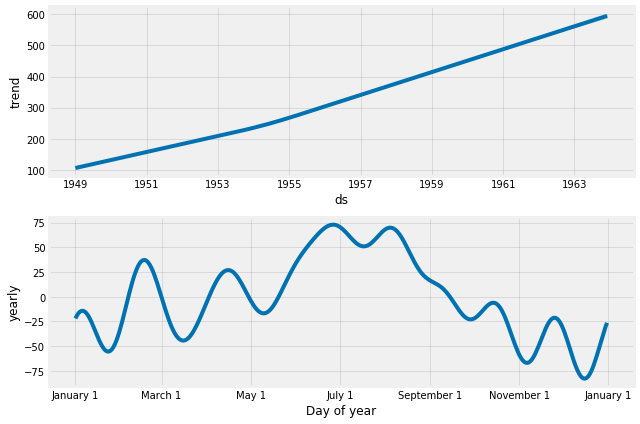 600
500
400
300
200
100
trend
1949 1951 1953 1955 1957 1959 1961 1963
ds
75
50
25
0
−25
−50
−75
yearly
January 1 March 1 May 1 July 1 September 1 November 1 January 1
Day of year